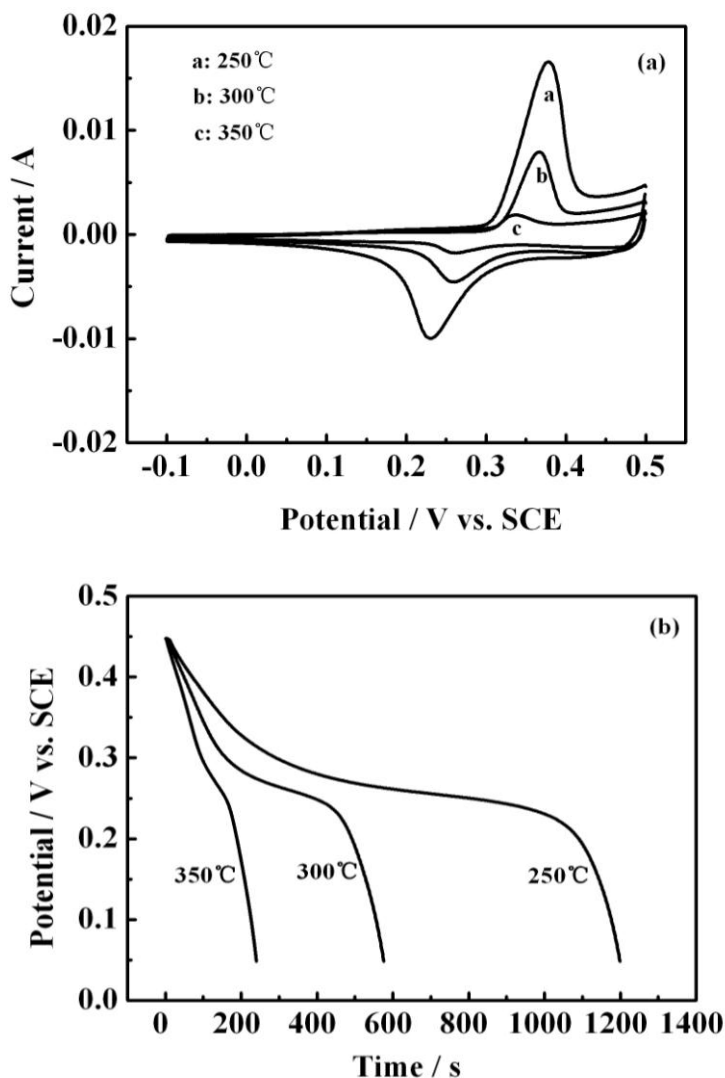 0.02
(a)
a: 250℃
b: 300℃
c: 350℃
a
0.01
b
c
0.00
-0.01
-0.02
Current / A
-0.1 0.0 0.1 0.2 0.3 0.4 0.5
Potential / V vs. SCE
0.5
(b)
0.4
0.3
0.2
350℃ 300℃ 250℃
0.1
0.0
Potential / V vs. SCE
0 200 400 600 800 1000 1200 1400
Time / s